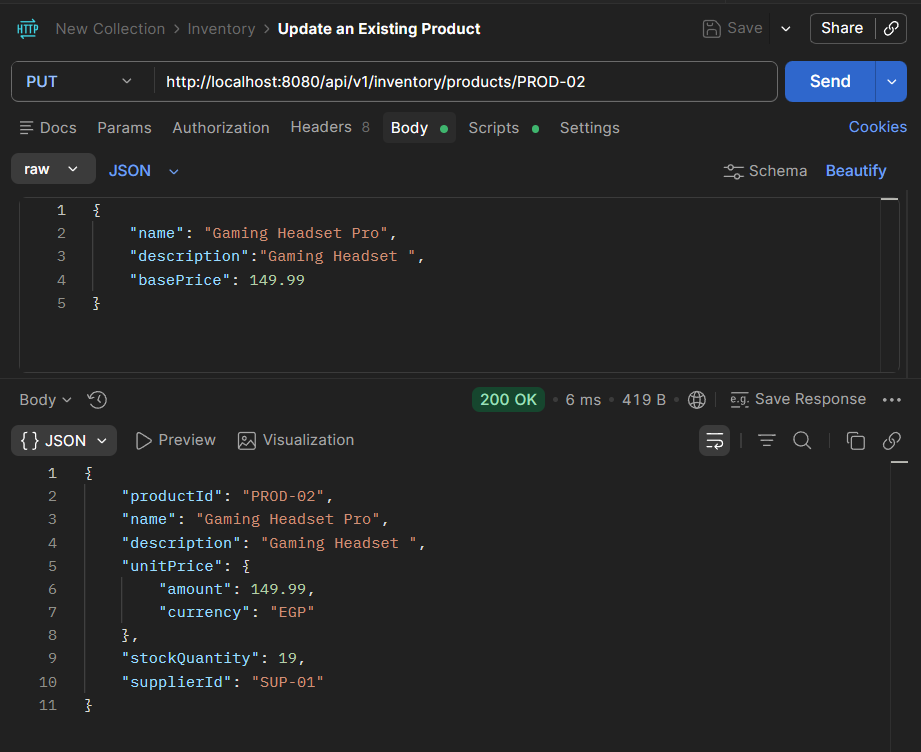 HTTP New Collection > Inventory > Update an Existing Product Save Share
PUT http://localhost:8080/api/v1/inventory/products/PROD-02 Send
Docs Params Authorization Headers 8 Body Scripts Settings Cookies
raw JSON Schema Beautify
1 {
2 "name": "Gaming Headset Pro",
3 "description":"Gaming Headset ",
4 "basePrice": 149.99
5 }
Body 200 OK • 6 ms • 419 B • e.g. Save Response
{} JSON Preview Visualization
1 {
2 "productId": "PROD-02",
3 "name": "Gaming Headset Pro",
4 "description": "Gaming Headset ",
5 "unitPrice": {
6 "amount": 149.99,
7 "currency": "EGP"
8 },
9 "stockQuantity": 19,
10 "supplierId": "SUP-01"
11 }